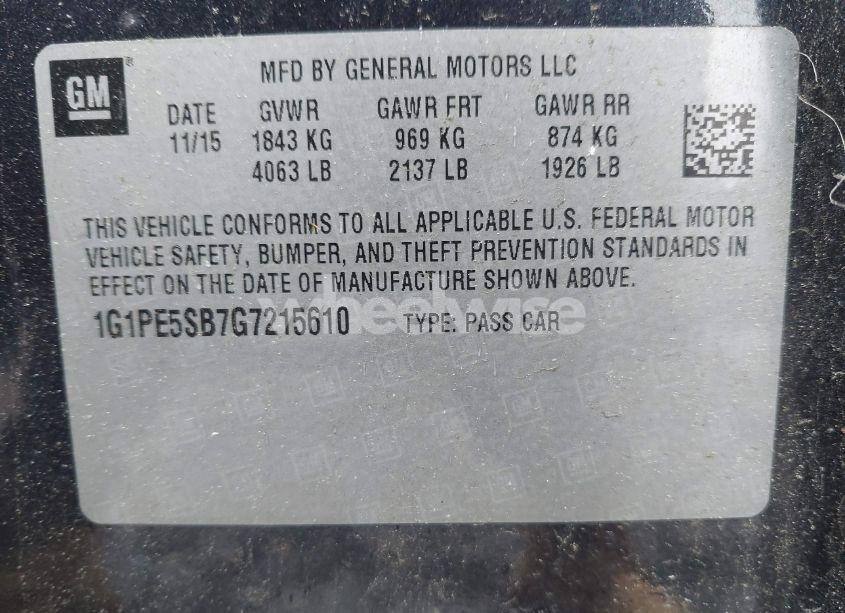 GM
MFD BY GENERAL MOTORS LLC
DATE GVWR GAWR FRT GAWR RR
11/15 1843 KG 969 KG 874 KG
4063 LB 2137 LB 1926 LB
THIS VEHICLE CONFORMS TO ALL APPLICABLE U.S. FEDERAL MOTOR
VEHICLE SAFETY, BUMPER, AND THEFT PREVENTION STANDARDS IN
EFFECT ON THE DATE OF MANUFACTURE SHOWN ABOVE.
1G1PE5SB7G7215610 TYPE: PASS CAR
wheelwise